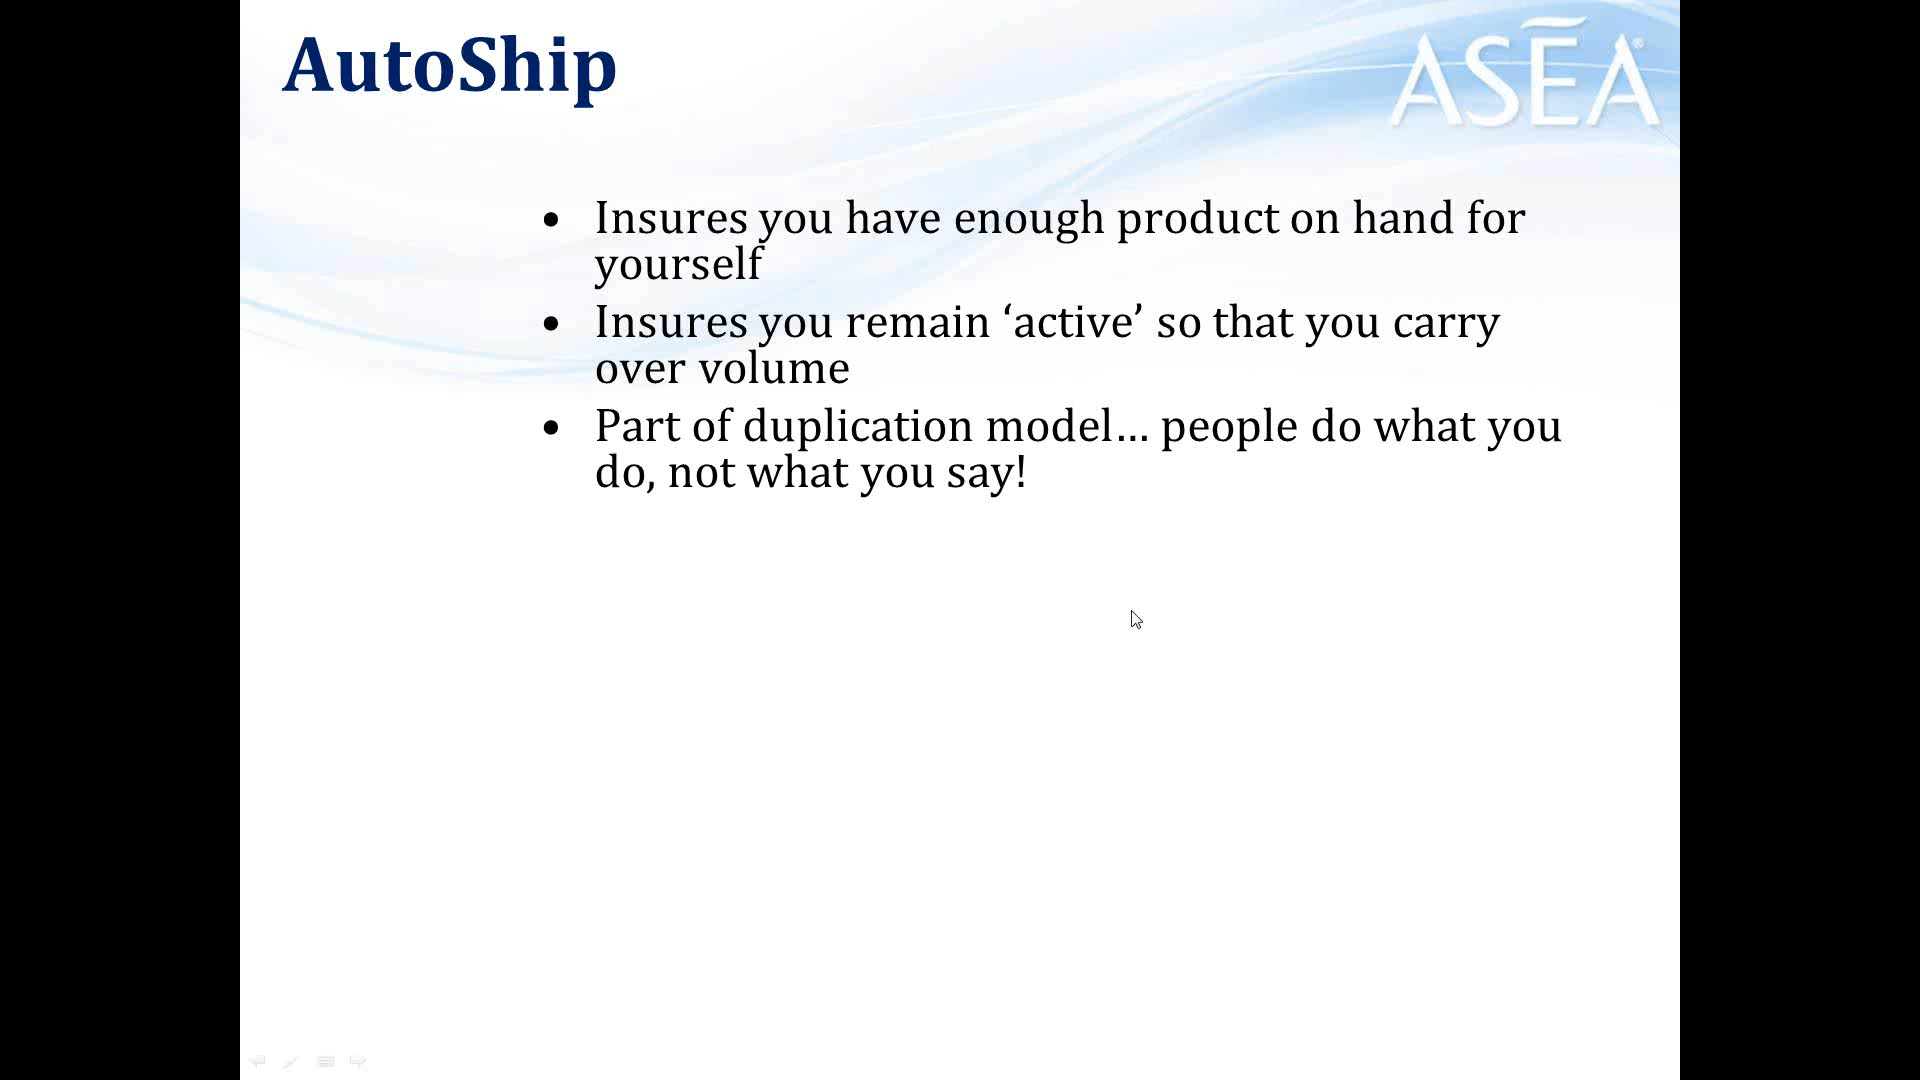 AutoShip
ASEA®
• Insures you have enough product on hand for
yourself
• Insures you remain ‘active’ so that you carry
over volume
• Part of duplication model... people do what you
do, not what you say!